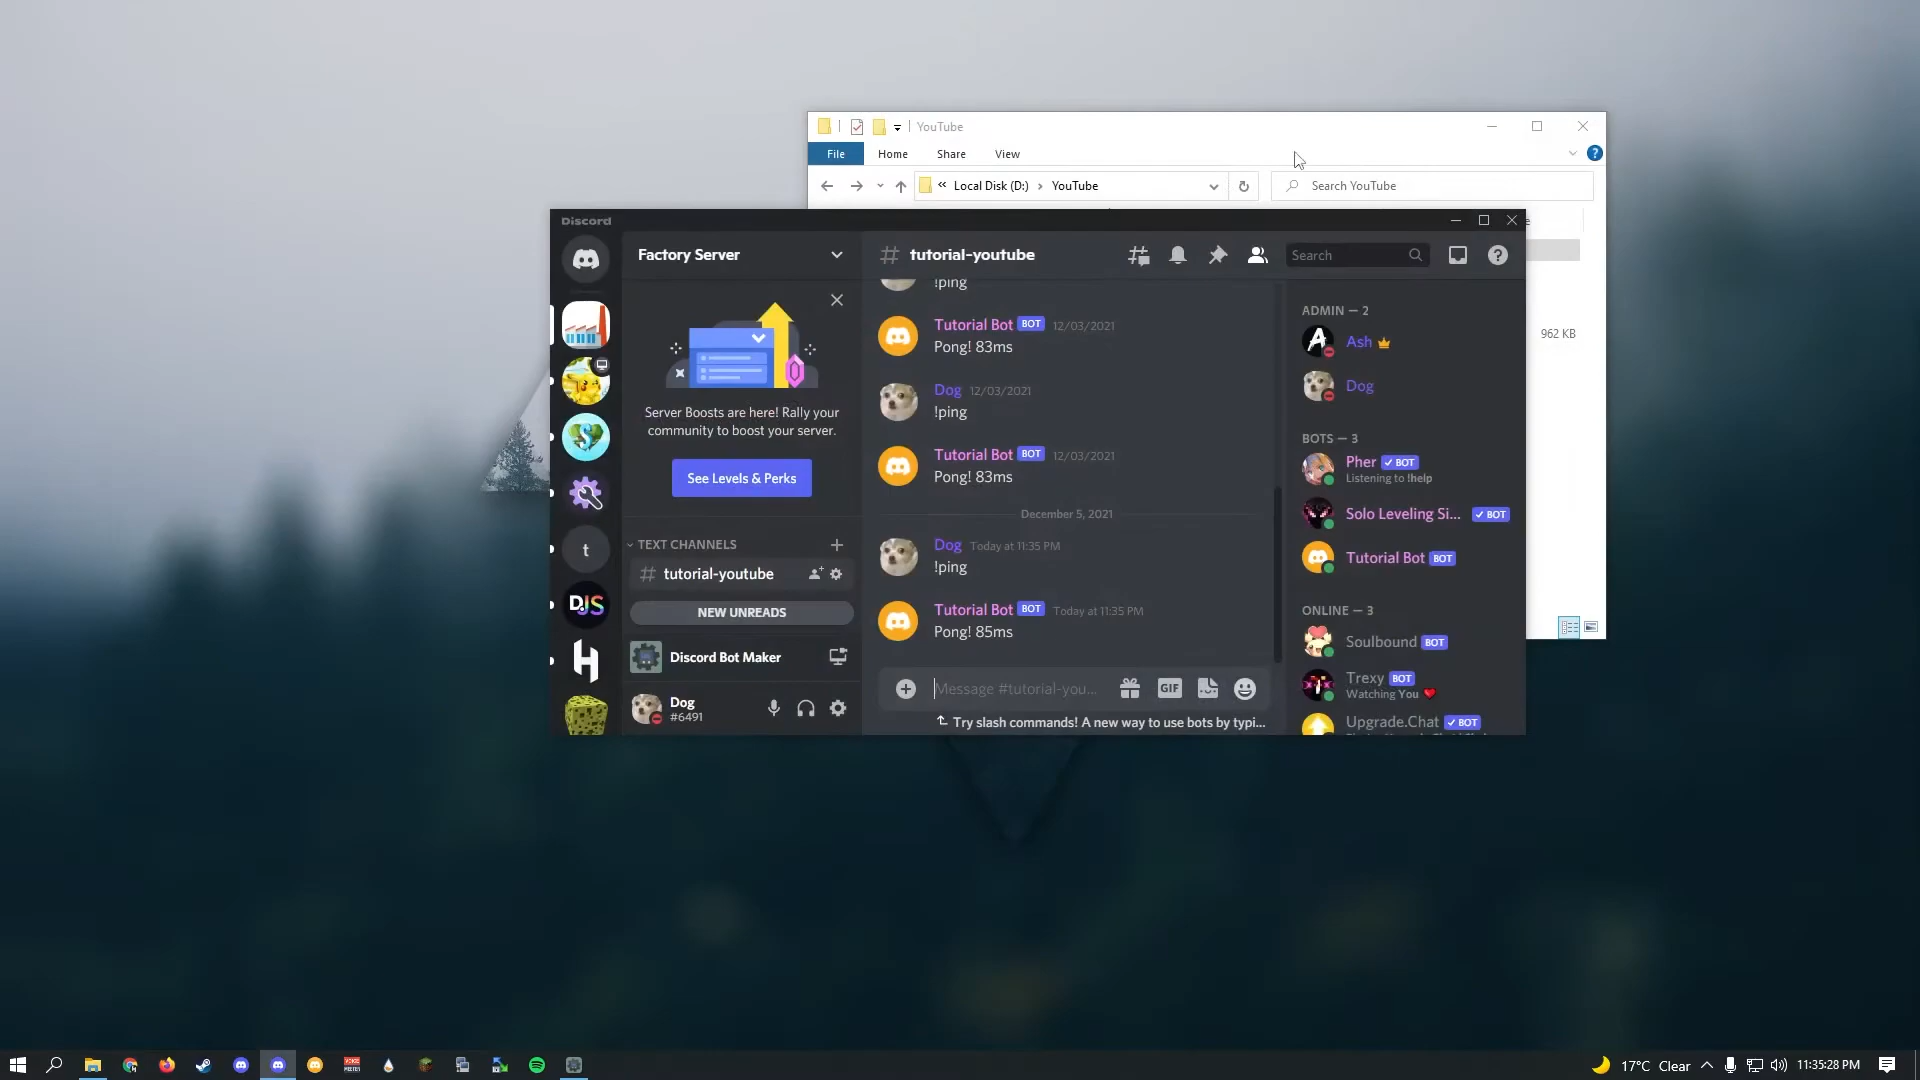 YouTube
File Home Share View
« Local Disk (D:) › YouTube
Search YouTube
962 KB
Discord
Factory Server
Server Boosts are here! Rally your
community to boost your server.
See Levels & Perks
TEXT CHANNELS
# tutorial-youtube
NEW UNREADS
Discord Bot Maker
Dog
#6491
# tutorial-youtube
Search
!ping
Tutorial Bot BOT 12/03/2021
Pong! 83ms
Dog 12/03/2021
!ping
Tutorial Bot BOT 12/03/2021
Pong! 83ms
December 5, 2021
Dog Today at 11:35 PM
!ping
Tutorial Bot BOT Today at 11:35 PM
Pong! 85ms
Message #tutorial-you...
GIF
Try slash commands! A new way to use bots by typi...
ADMIN — 2
Ash
Dog
BOTS — 3
Pher ✓ BOT
Listening to !help
Solo Leveling Si... ✓ BOT
Tutorial Bot BOT
ONLINE — 3
Soulbound BOT
Trexy BOT
Watching You ❤
Upgrade.Chat ✓ BOT
t
DJS
17°C Clear
11:35:28 PM